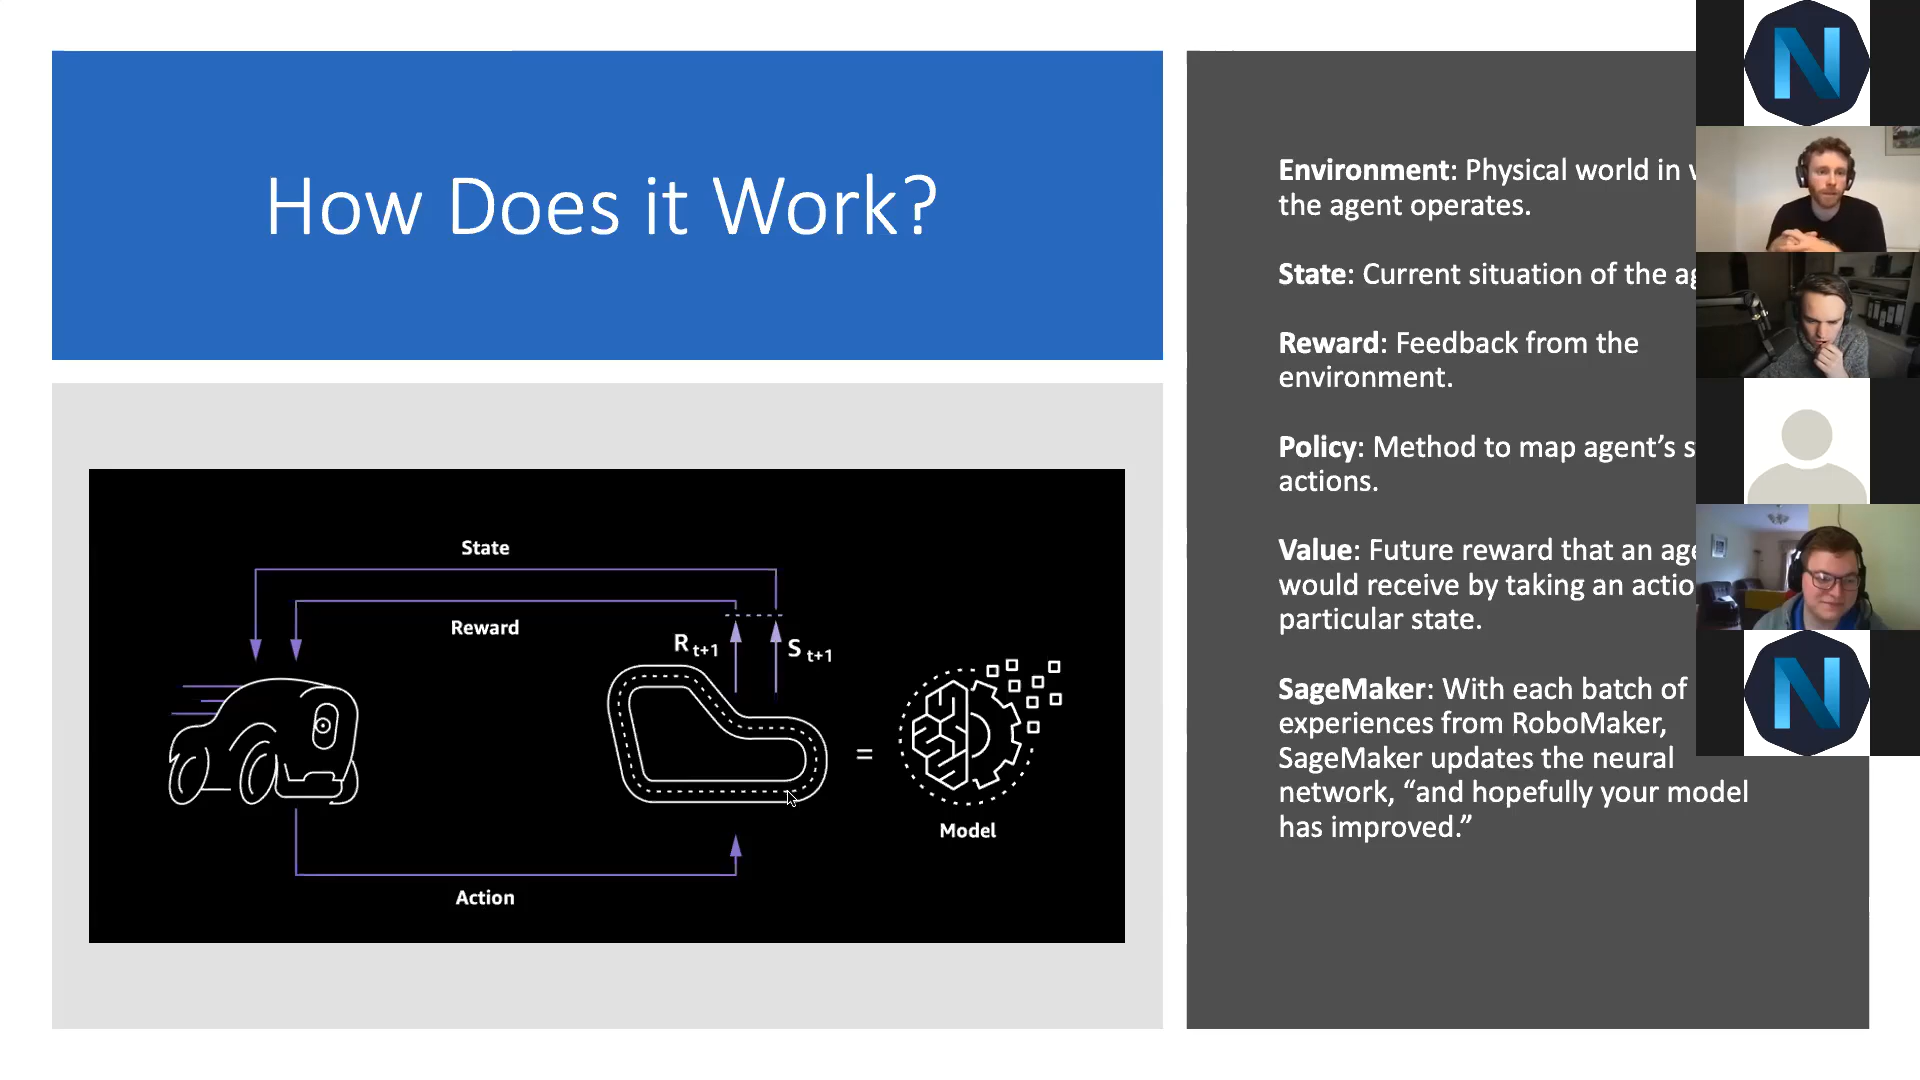 How Does it Work?
Environment: Physical world in
the agent operates.
State: Current situation of the
Reward: Feedback from the
environment.
Policy: Method to map agent’s
actions.
Value: Future reward that an
would receive by taking an
particular state.
SageMaker: With each batch of
experiences from RoboMaker,
SageMaker updates the neural
network, “and hopefully your model
has improved.”
State
Reward
R t+1
S t+1
=
Model
Action
N
N